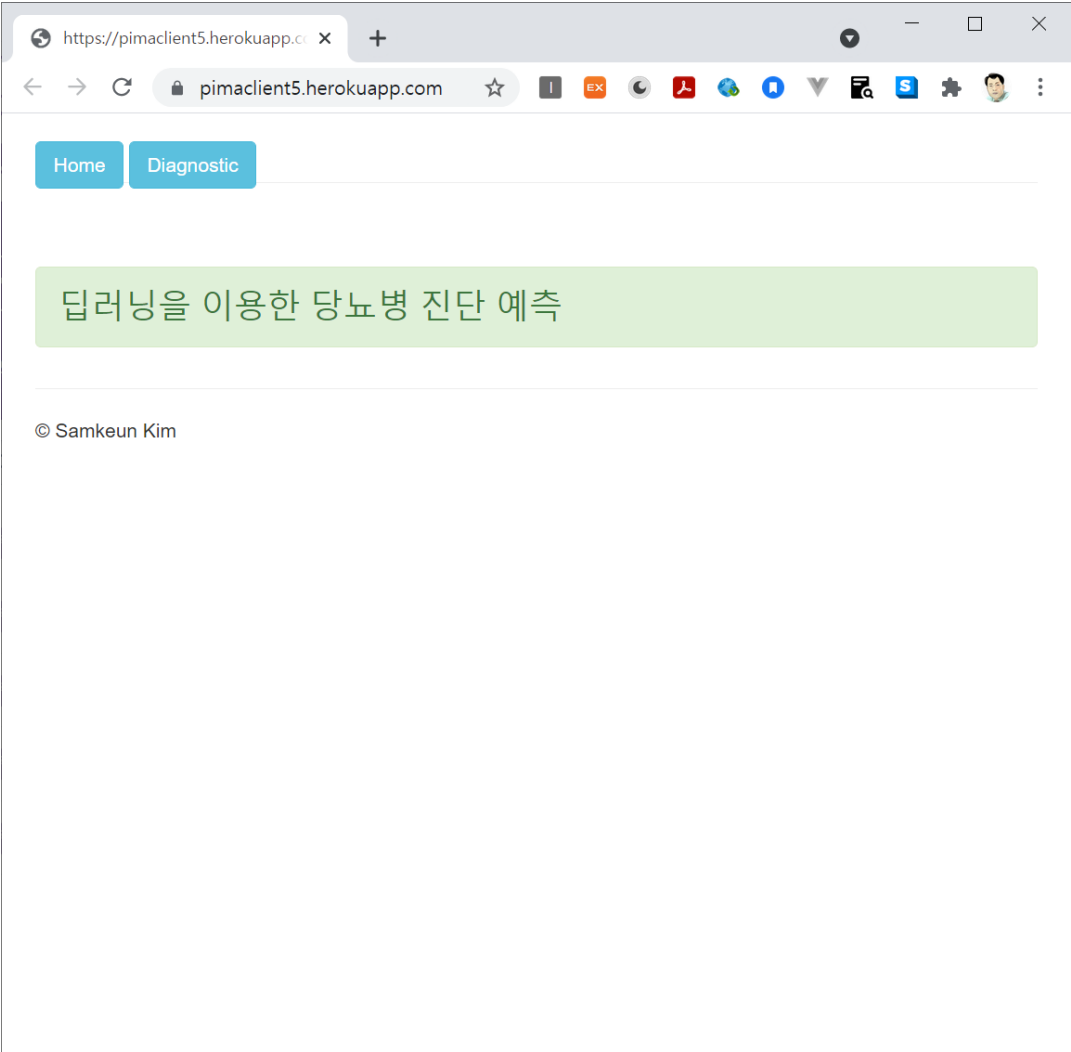 https://pimaclient5.herokuapp.c
pimaclient5.herokuapp.com
I
EX
S
Home Diagnostic
딥러닝을 이용한 당뇨병 진단 예측
© Samkeun Kim